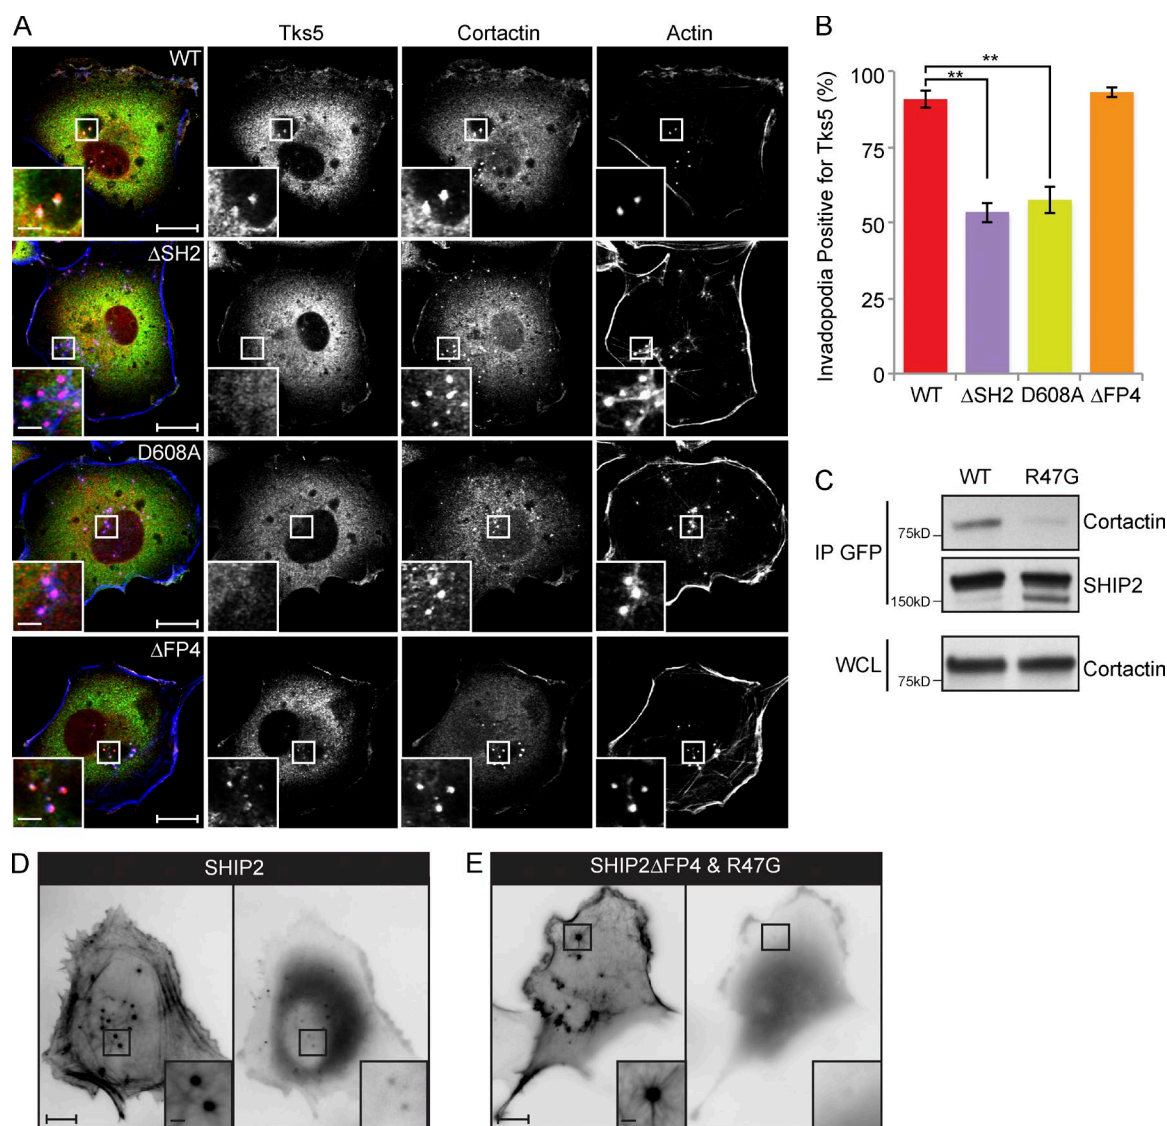 A
Tks5
Cortactin
Actin
WT
ΔSH2
D608A
ΔFP4
B
Invadopodia Positive for Tks5 (%)
100
75
50
25
0
**
**
WT
ΔSH2
D608A
ΔFP4
C
WT
R47G
IP GFP
75kD
Cortactin
150kD
SHIP2
WCL
75kD
Cortactin
D
SHIP2
E
SHIP2ΔFP4 & R47G